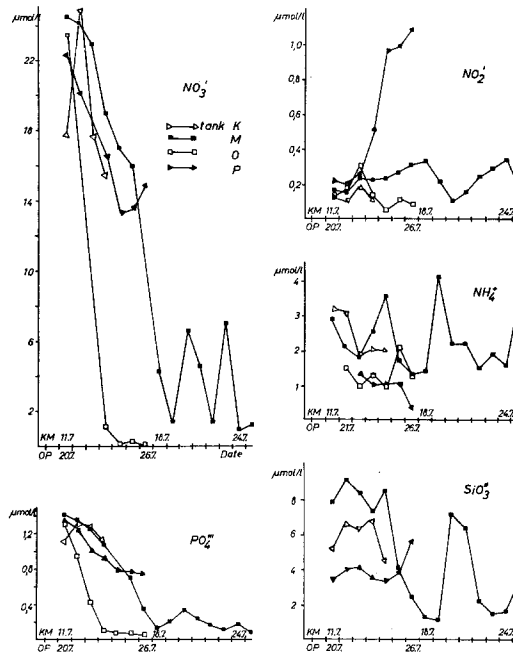 µmol/l
22
18
14
10
6
2
NO₃'
tank K
M
O
P
KM 11.7. 18.7. 24.7.
OP 20.7. 26.7. Date
µmol/l
1,0
0,8
0,6
0,4
0,2
NO₂'
KM 11.7. 18.7. 24.7.
OP 20.7. 26.7.
µmol/l
4
3
2
1
NH₄⁺
KM 11.7. 18.7. 24.7.
OP 21.7. 26.7.
µmol/l
1,2
0,8
0,4
PO₄'''
KM 11.7. 18.7. 24.7.
OP 20.7. 26.7.
µmol/l
8
6
4
2
SiO₃"
KM 11.7. 18.7. 24.7.
OP 20.7. 26.7.